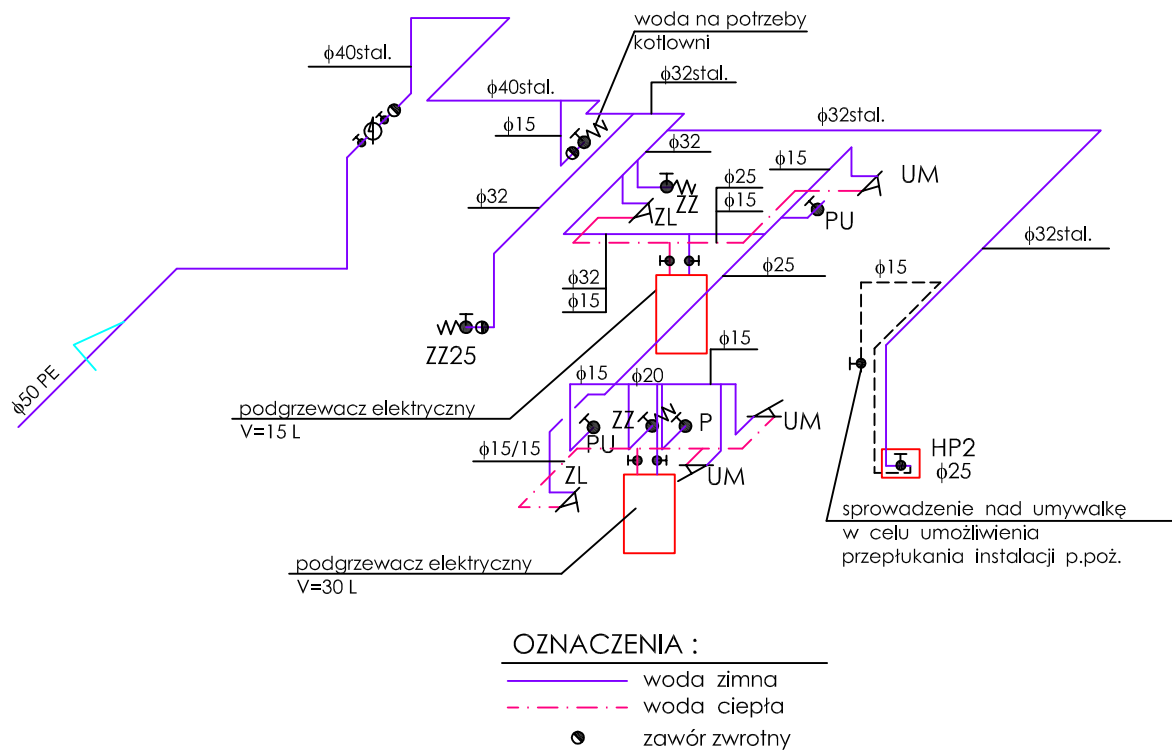 woda na potrzeby
kotlowni
ϕ40stal.
ϕ40stal.
ϕ32stal.
ϕ32stal.
ϕ15
ϕ32
ϕ15
ϕ25
ϕ15
UM
ZZ
ZL
PU
ϕ32
ϕ32stal.
ϕ25
ϕ15
ϕ32
ϕ15
ZZ25
ϕ15
ϕ50 PE
ϕ15
ϕ20
podgrzewacz elektryczny
V=15 L
PU
ZZ
P
UM
HP2
ϕ25
ϕ15/15
ZL
UM
sprowadzenie nad umywalkę
w celu umożliwienia
przepłukania instalacji p.poż.
podgrzewacz elektryczny
V=30 L
OZNACZENIA :
woda zimna
woda ciepła
zawór zwrotny